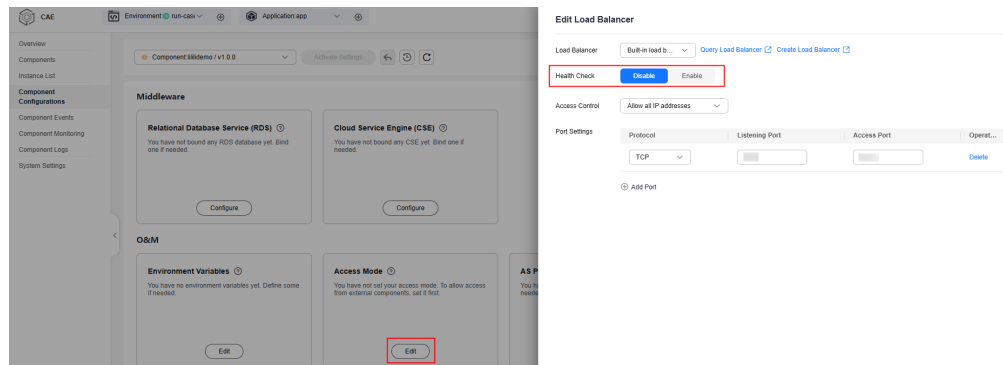 CAE
Environment: run-case
Application:app
Overview
Components
Instance List
Component
Configurations
Component Events
Component Monitoring
Component Logs
System Settings
Activate Settings
Middleware
Relational Database Service (RDS)
You have not bound any RDS database yet. Bind
one if needed.
Configure
Cloud Service Engine (CSE)
You have not bound any CSE yet. Bind one if
needed.
Configure
O&M
Environment Variables
You have no environment variables yet. Define some
if needed.
Edit
Access Mode
You have not set your access mode. To allow access
from external components, set it first.
Edit
AS P
You h
neede
Edit Load Balancer
Load Balancer
Built-in load b...
Query Load Balancer
Create Load Balancer
Health Check
Disable
Enable
Access Control
Allow all IP addresses
Port Settings
Protocol
Listening Port
Access Port
Operat...
TCP
Delete
Add Port